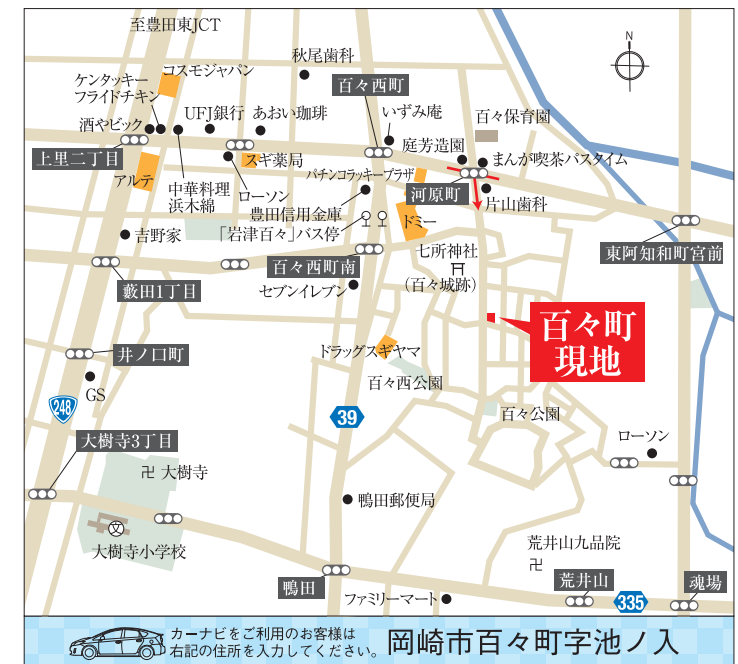 至豊田東JCT
N
秋尾歯科
コスモジャパン
ケンタッキー
フライドチキン
百々西町
UFJ銀行
あおい珈琲
いずみ庵
百々保育園
酒やビック
庭芳造園
まんが喫茶パスタイム
上里二丁目
スギ薬局
アルテ
中華料理
浜木綿
ローソン
パチンコラッキープラザ
河原町
豊田信用金庫
片山歯科
「岩津百々」バス停
ドミー
吉野家
七所神社
(百々城跡)
東阿知和町宮前
百々西町南
藪田1丁目
セブンイレブン
百々町
現地
井ノ口町
ドラッグスギヤマ
GS
百々西公園
248
39
百々公園
大樹寺3丁目
ローソン
卍 大樹寺
鴨田郵便局
文
大樹寺小学校
荒井山九品院
卍
鴨田
荒井山
魂場
ファミリーマート
335
カーナビをご利用のお客様は
右記の住所を入力してください。
岡崎市百々町字池ノ入